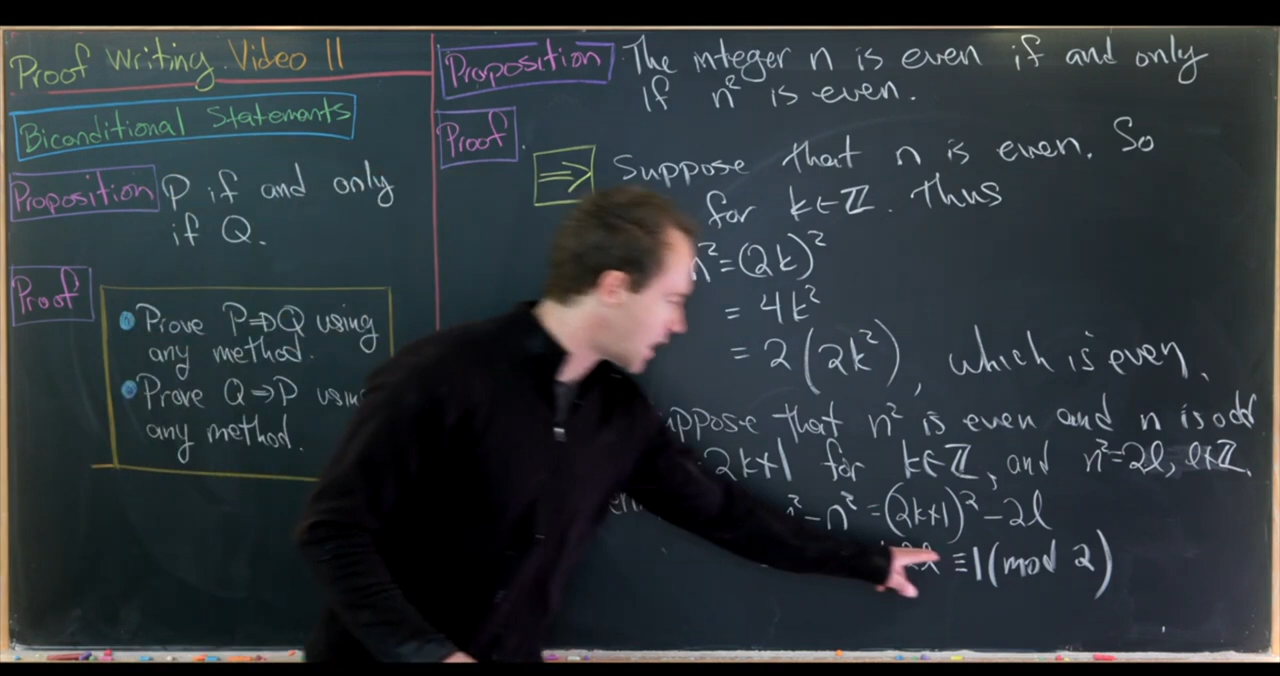 Proof Writing Video 11
Biconditional Statements
Proposition P if and only
if Q.
Proof
Prove P⇒Q using
any method.
Prove Q⇒P
any method.
Proposition The integer n is even if and only
if n² is even.
Proof.
⇒ Suppose that n is even. So
for k∈ℤ. Thus
n²=(2k)²
=4k²
=2(2k²), which is even.
that n² is even and n is odd
2k+1 for k∈ℤ, and n²=2l, l∈ℤ.
²-n²=(2k+1)²-2l
≡1(mod 2)